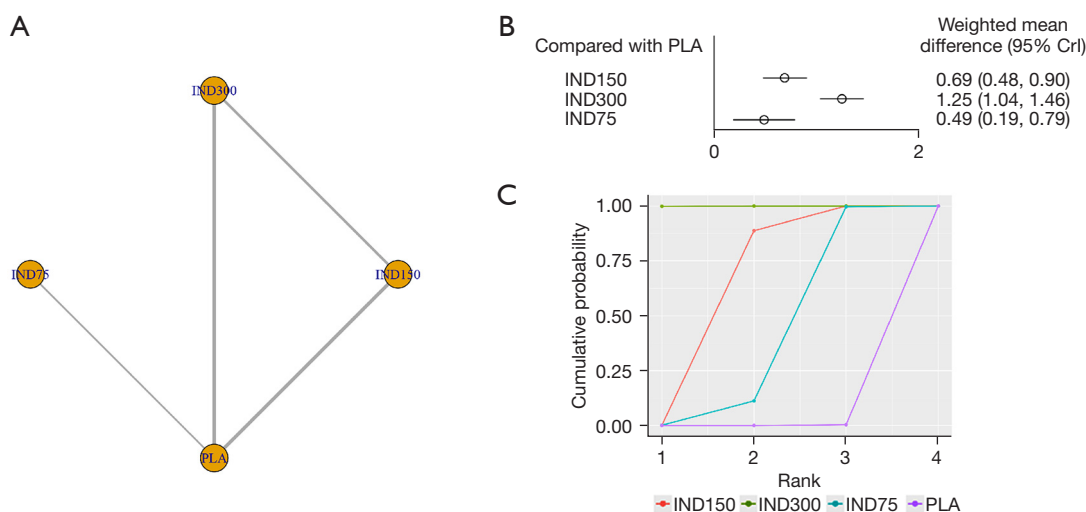 A
IND300
IND75
IND150
PLA
B
Compared with PLA
Weighted mean
difference (95% CrI)
IND150
0.69 (0.48, 0.90)
IND300
1.25 (1.04, 1.46)
IND75
0.49 (0.19, 0.79)
0
2
C
Cumulative probability
1.00
0.75
0.50
0.25
0.00
1 2 3 4
Rank
IND150 IND300 IND75 PLA